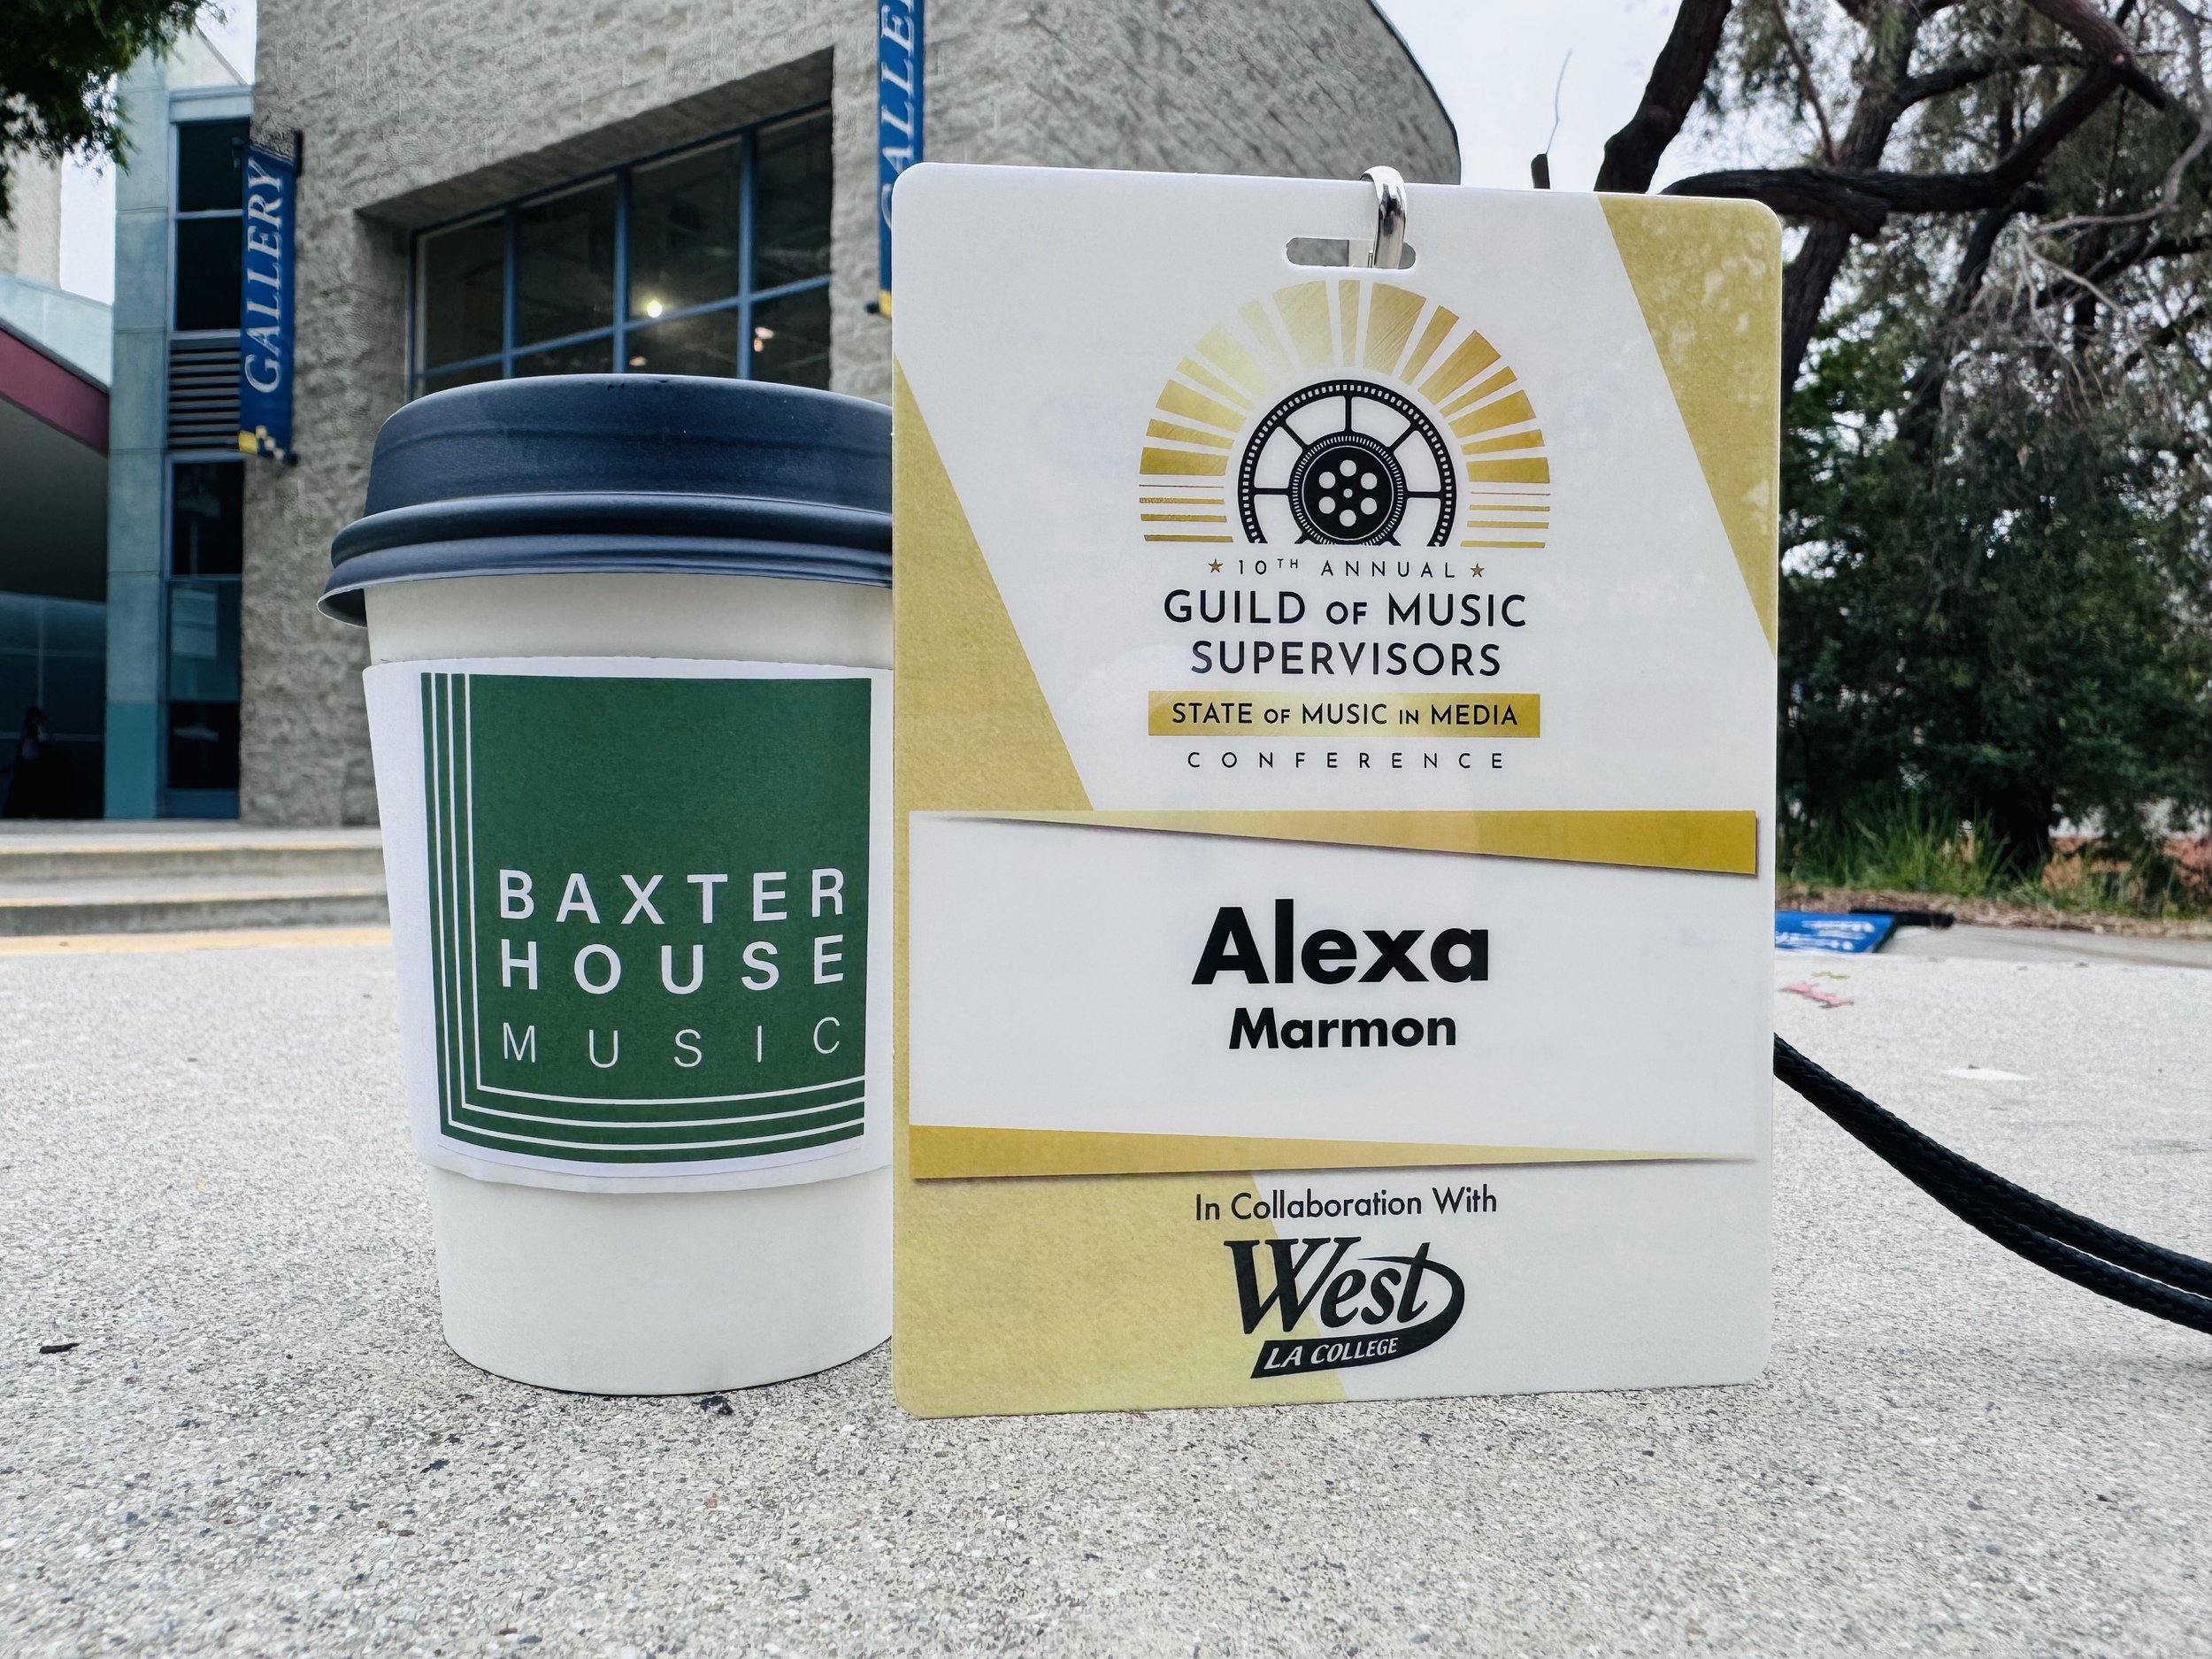 GALLERY
GALLE
BAXTER
HOUSE
MUSIC
10TH ANNUAL
GUILD OF MUSIC
SUPERVISORS
STATE OF MUSIC IN MEDIA
CONFERENCE
Alexa
Marmon
In Collaboration With
West
LA COLLEGE